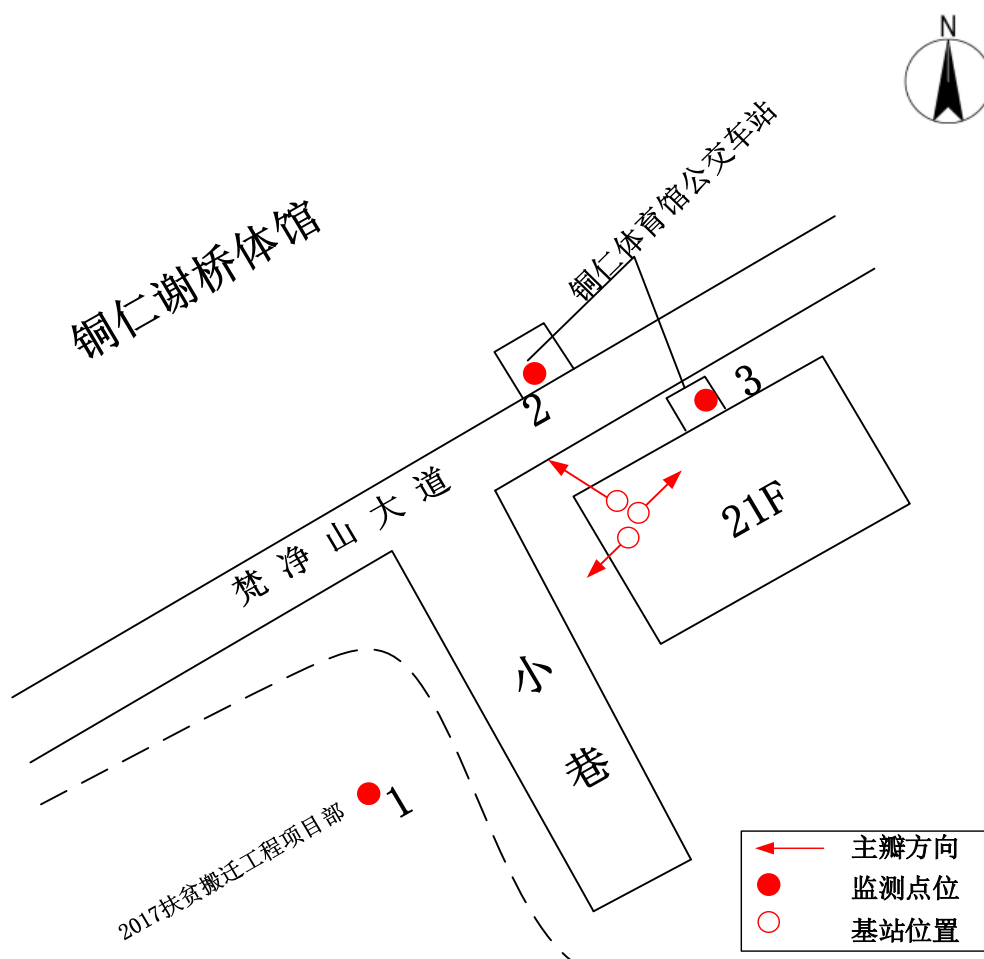 N
铜仁体育馆公交车站
铜仁谢桥体馆
2
3
梵净山大道
21F
小巷
1
2017扶贫搬迁工程项目部
主瓣方向
监测点位
基站位置